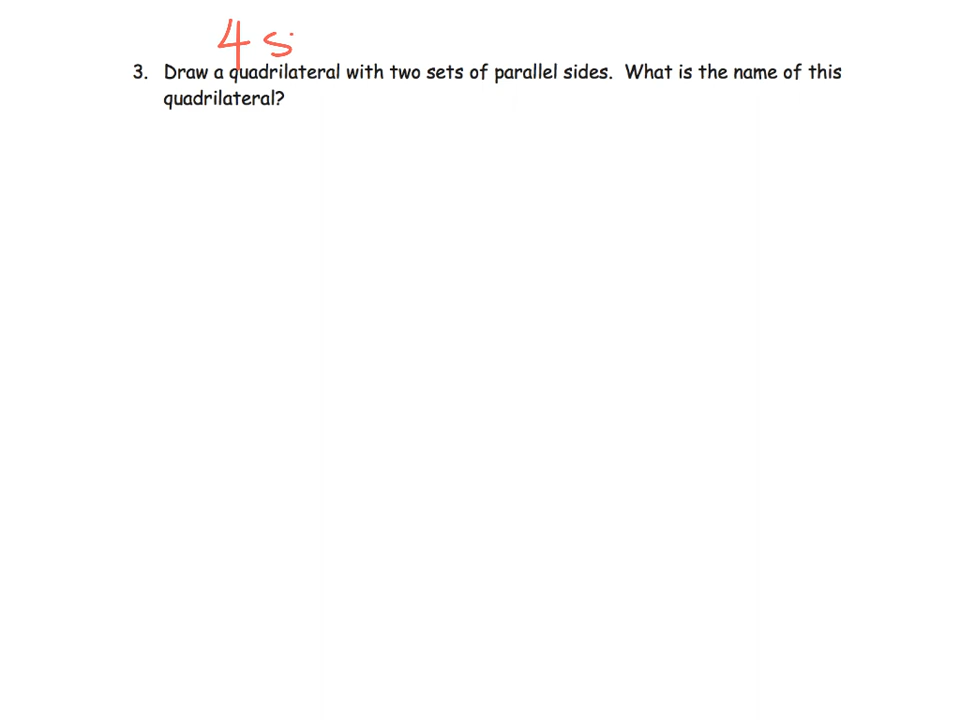 4 s
3. Draw a quadrilateral with two sets of parallel sides. What is the name of this
quadrilateral?